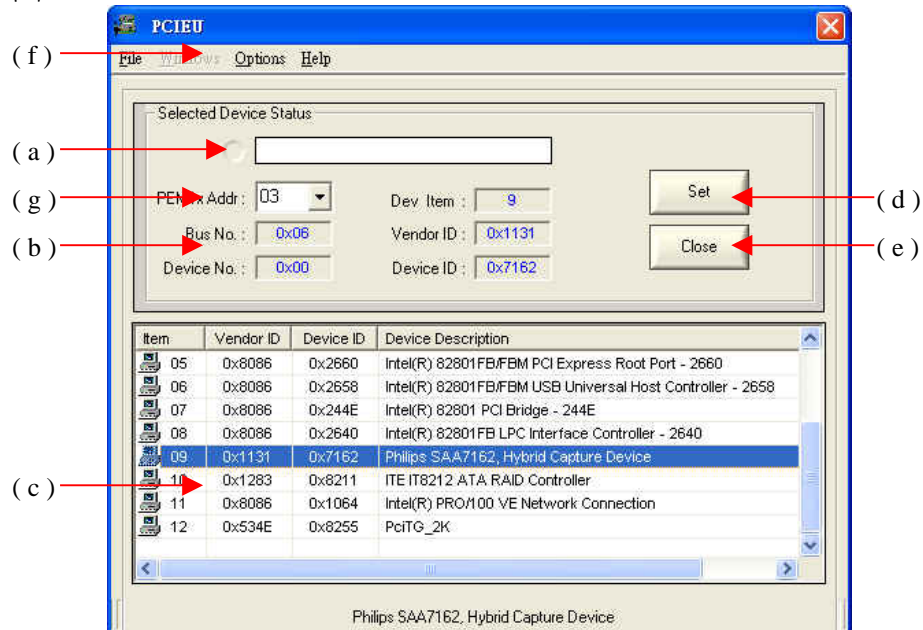 PCIEU
( f )
File Windows Options Help
Selected Device Status
( a )
( g )
Addr : 03
Dev Item : 9
Set
( d )
( b )
Bus No. : 0x06
Vendor ID : 0x1131
Close
( e )
Device No. : 0x00
Device ID : 0x7162
Item Vendor ID Device ID Device Description
05 0x8086 0x2660 Intel(R) 82801FB/FBM PCI Express Root Port - 2660
06 0x8086 0x2658 Intel(R) 82801FB/FBM USB Universal Host Controller - 2658
07 0x8086 0x244E Intel(R) 82801 PCI Bridge - 244E
08 0x8086 0x2640 Intel(R) 82801FB LPC Interface Controller - 2640
09 0x1131 0x7162 Philips SAA7162, Hybrid Capture Device
( c )
10 0x1283 0x8211 ITE IT8212 ATA RAID Controller
11 0x8086 0x1064 Intel(R) PRO/100 VE Network Connection
12 0x534E 0x8255 PciTG_2K
Philips SAA7162, Hybrid Capture Device